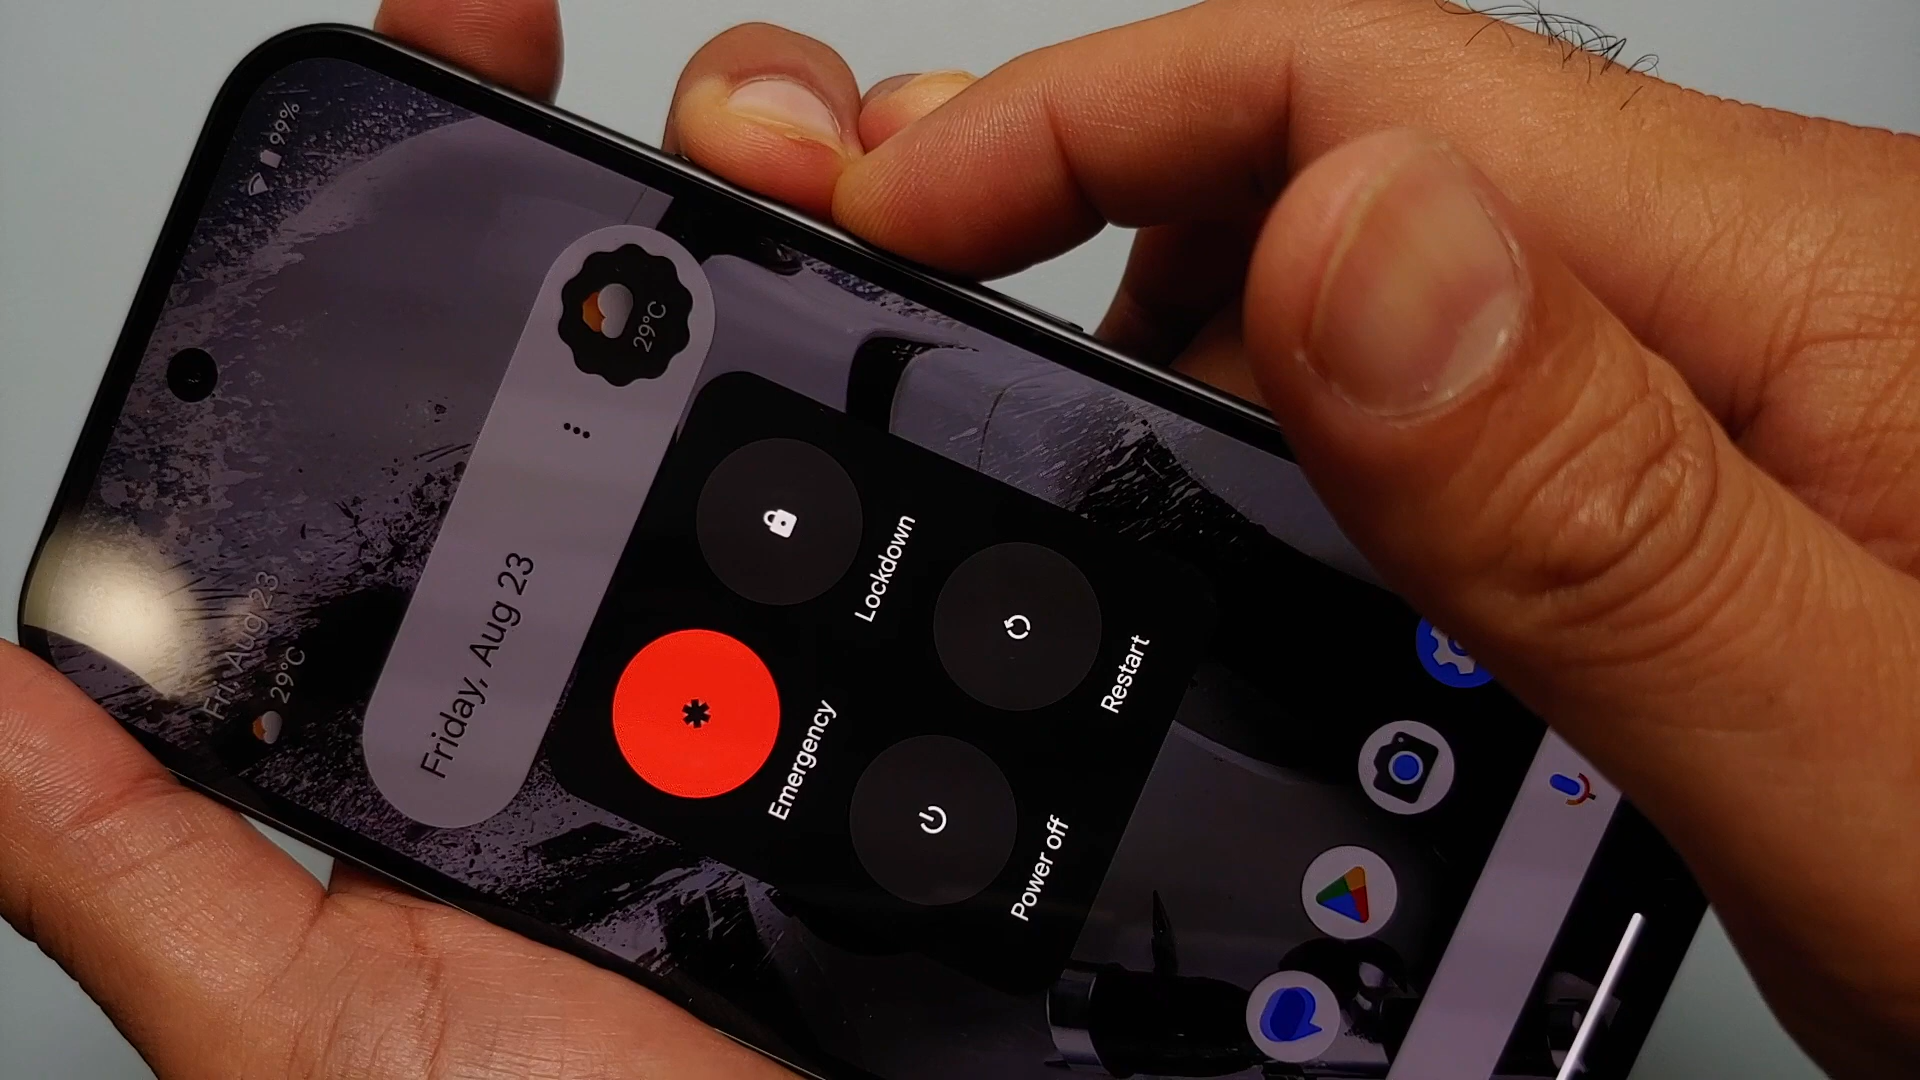 99%
Fri, Aug 23
29°C
Friday, Aug 23
29°C
Emergency
Lockdown
Power off
Restart